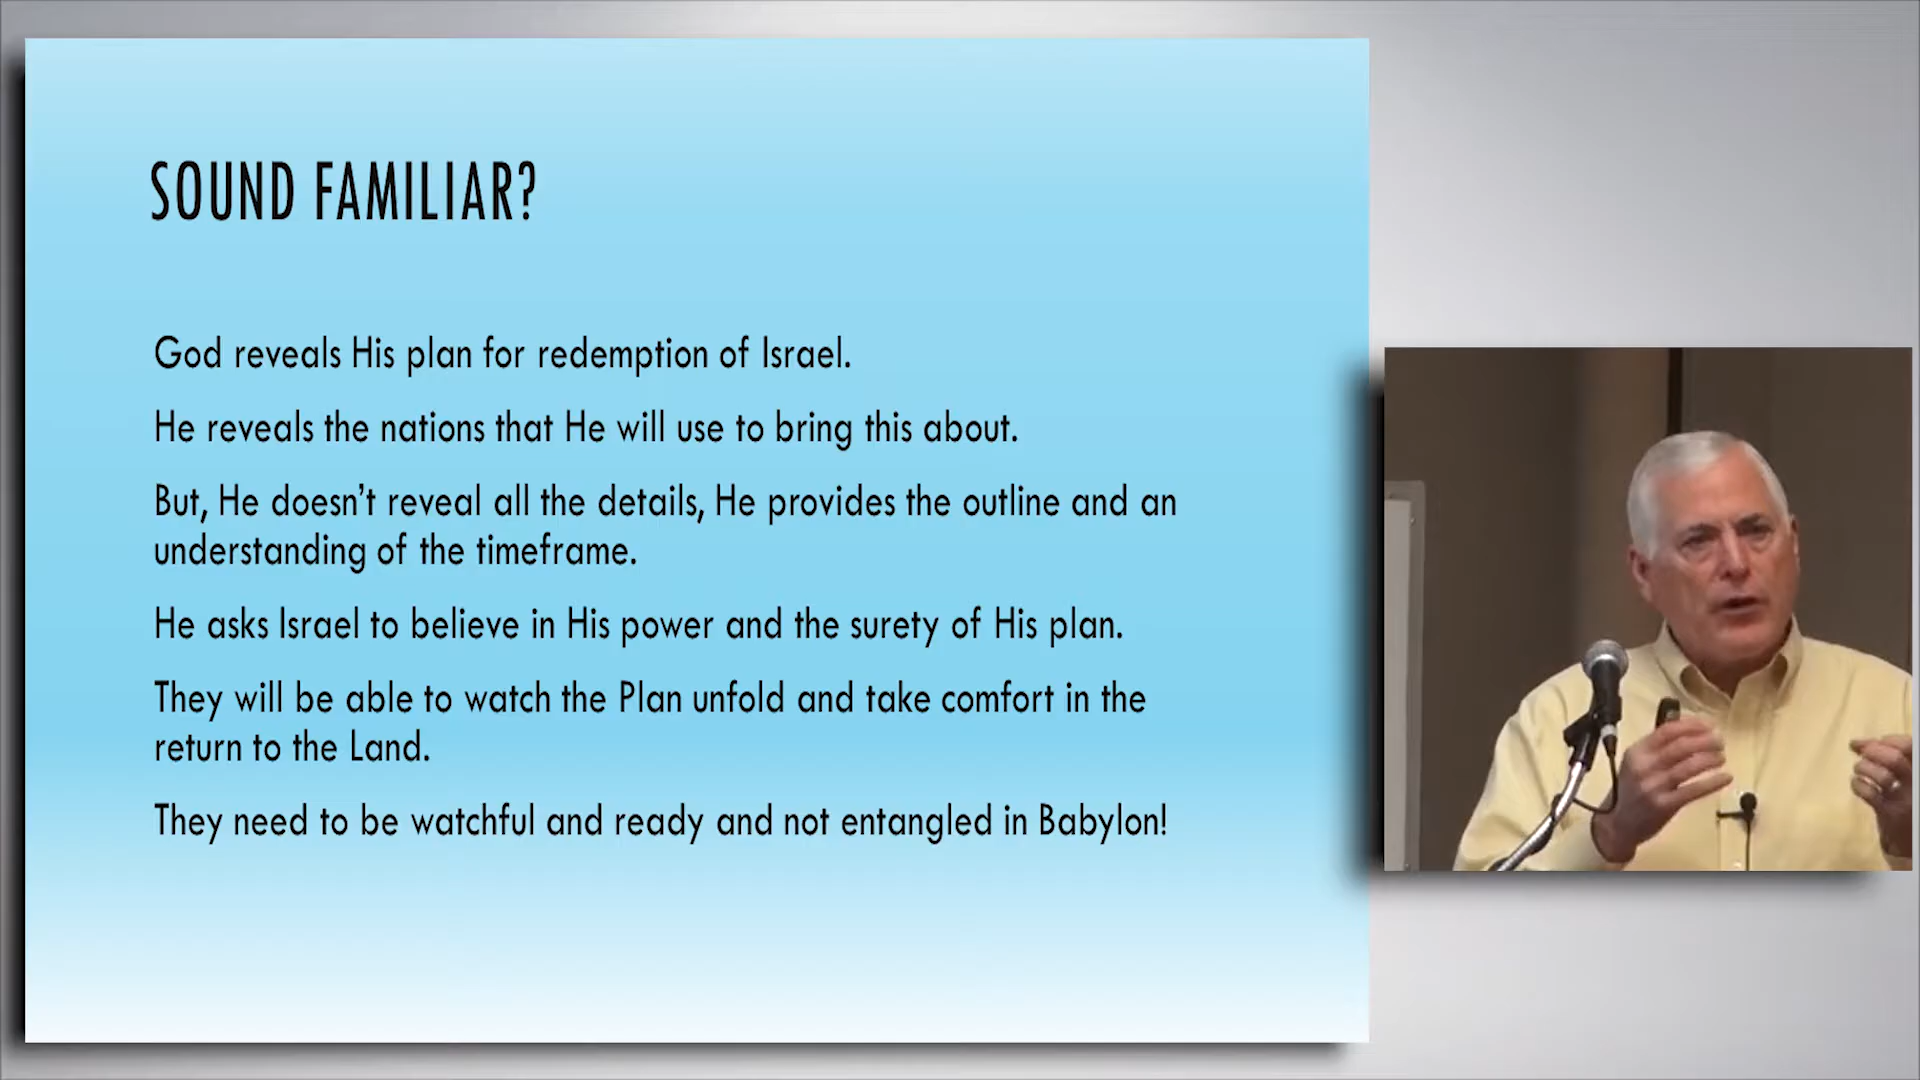 SOUND FAMILIAR?
God reveals His plan for redemption of Israel.
He reveals the nations that He will use to bring this about.
But, He doesn’t reveal all the details, He provides the outline and an
understanding of the timeframe.
He asks Israel to believe in His power and the surety of His plan.
They will be able to watch the Plan unfold and take comfort in the
return to the Land.
They need to be watchful and ready and not entangled in Babylon!